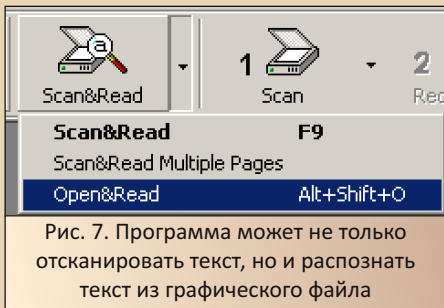 1 2
Scan&Read Scan Rec
Scan&Read F9
Scan&Read Multiple Pages
Open&Read Alt+Shift+O
Рис. 7. Программа может не только
отсканировать текст, но и распознать
текст из графического файла